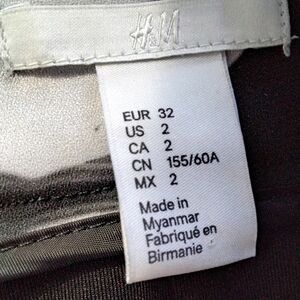 H&M
EUR 32
US 2
CA 2
CN 155/60A
MX 2
Made in
Myanmar
Fabriqué en
Birmanie